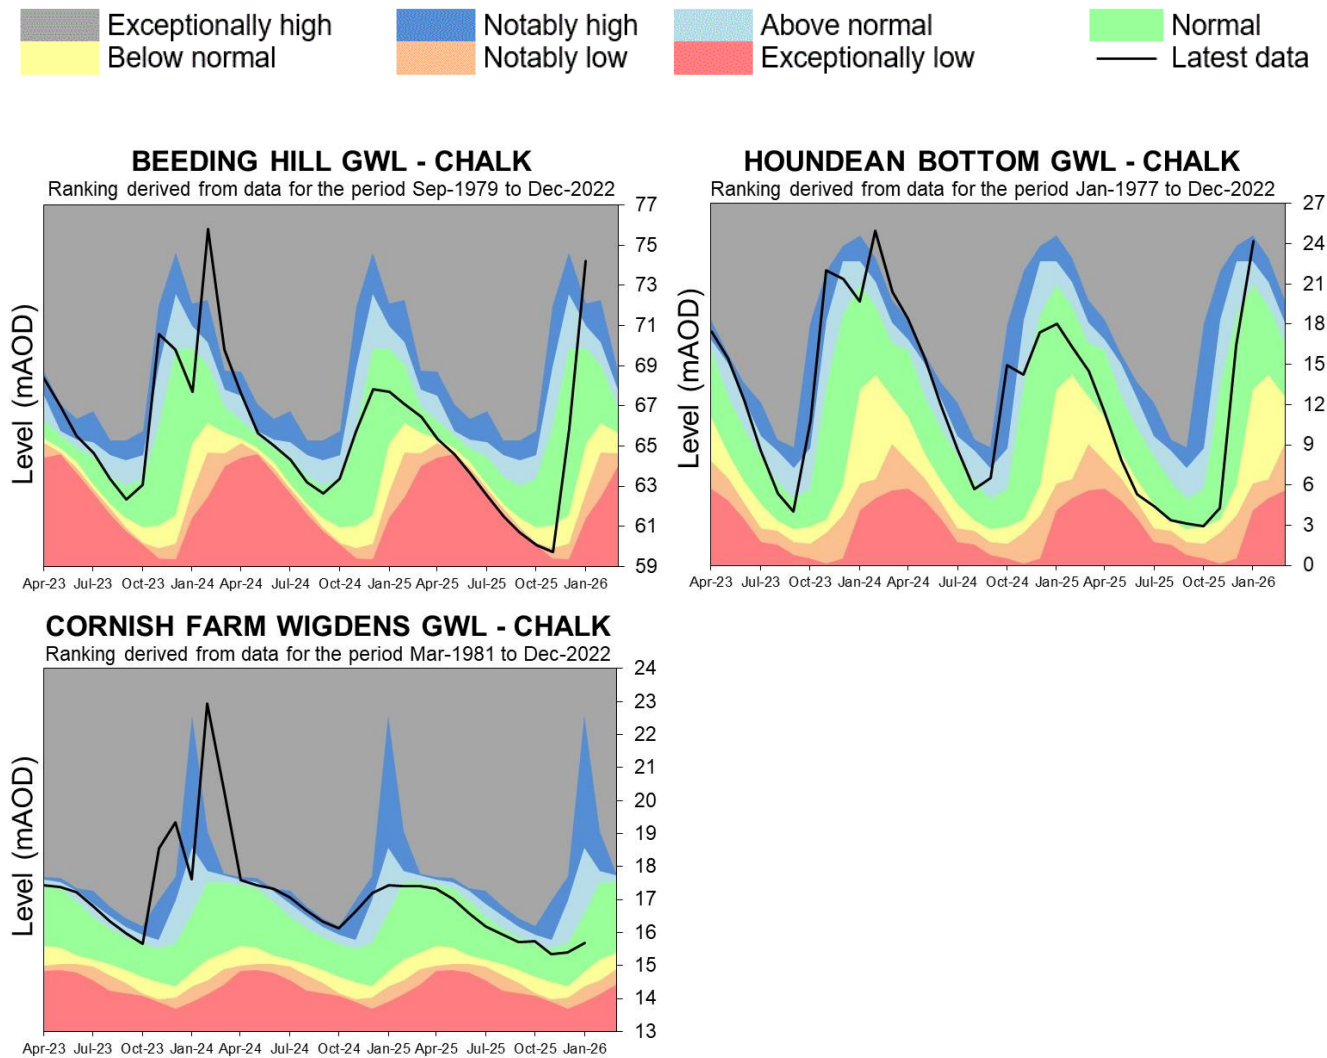 Exceptionally high Notably high Above normal Normal
Below normal Notably low Exceptionally low Latest data
BEEDING HILL GWL - CHALK
Ranking derived from data for the period Sep-1979 to Dec-2022
Level (mAOD)
77
75
73
71
69
67
65
63
61
59
Apr-23 Jul-23 Oct-23 Jan-24 Apr-24 Jul-24 Oct-24 Jan-25 Apr-25 Jul-25 Oct-25 Jan-26
HOUNDEAN BOTTOM GWL - CHALK
Ranking derived from data for the period Jan-1977 to Dec-2022
Level (mAOD)
27
24
21
18
15
12
9
6
3
0
Apr-23 Jul-23 Oct-23 Jan-24 Apr-24 Jul-24 Oct-24 Jan-25 Apr-25 Jul-25 Oct-25 Jan-26
CORNISH FARM WIGDENS GWL - CHALK
Ranking derived from data for the period Mar-1981 to Dec-2022
Level (mAOD)
24
23
22
21
20
19
18
17
16
15
14
13
Apr-23 Jul-23 Oct-23 Jan-24 Apr-24 Jul-24 Oct-24 Jan-25 Apr-25 Jul-25 Oct-25 Jan-26